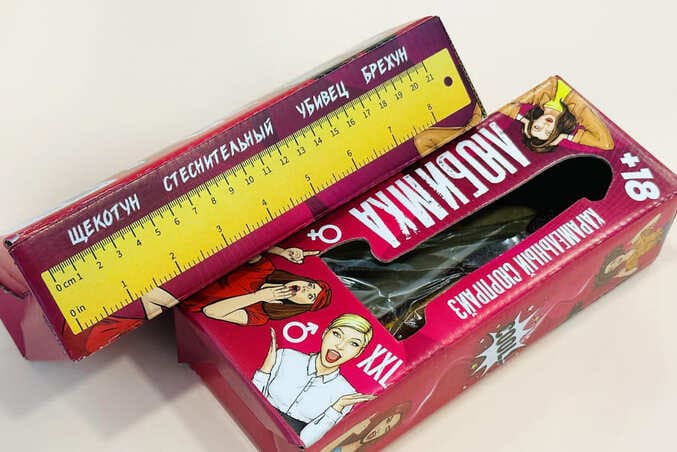 ЩЕКОТУН СТЕСНИТЕЛЬНЫЙ УБИВЕЦ БРЕХУН
0 cm 1 2 3 4 5 6 7 8 9 10 11 12 13 14 15 16 17 18 19 20 21
0 in 1 2 3 4 5 6 7 8
ЛЮБИМКА
18+
КАРАМЕЛЬНЫЙ СЮРПРИЗ
XXL